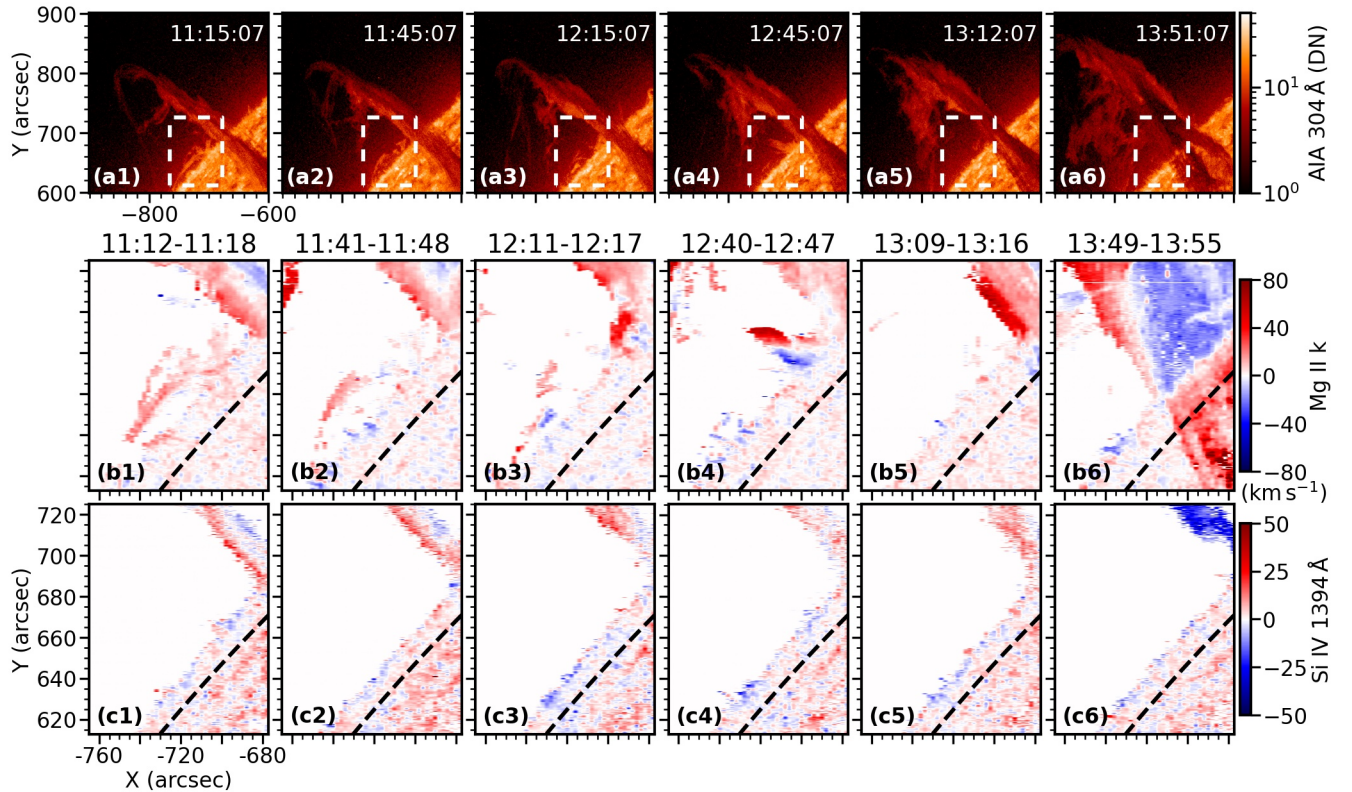 900
800
700
600
Y (arcsec)
11:15:07
11:45:07
12:15:07
12:45:07
13:12:07
13:51:07
(a1)
(a2)
(a3)
(a4)
(a5)
(a6)
10¹
10⁰
AIA 304 Å (DN)
−800
−600
11:12-11:18
11:41-11:48
12:11-12:17
12:40-12:47
13:09-13:16
13:49-13:55
(b1)
(b2)
(b3)
(b4)
(b5)
(b6)
80
40
0
−40
−80
Mg II k
(km s⁻¹)
720
700
680
660
640
620
Y (arcsec)
(c1)
(c2)
(c3)
(c4)
(c5)
(c6)
50
25
0
−25
−50
Si IV 1394 Å
-760
-720
-680
X (arcsec)